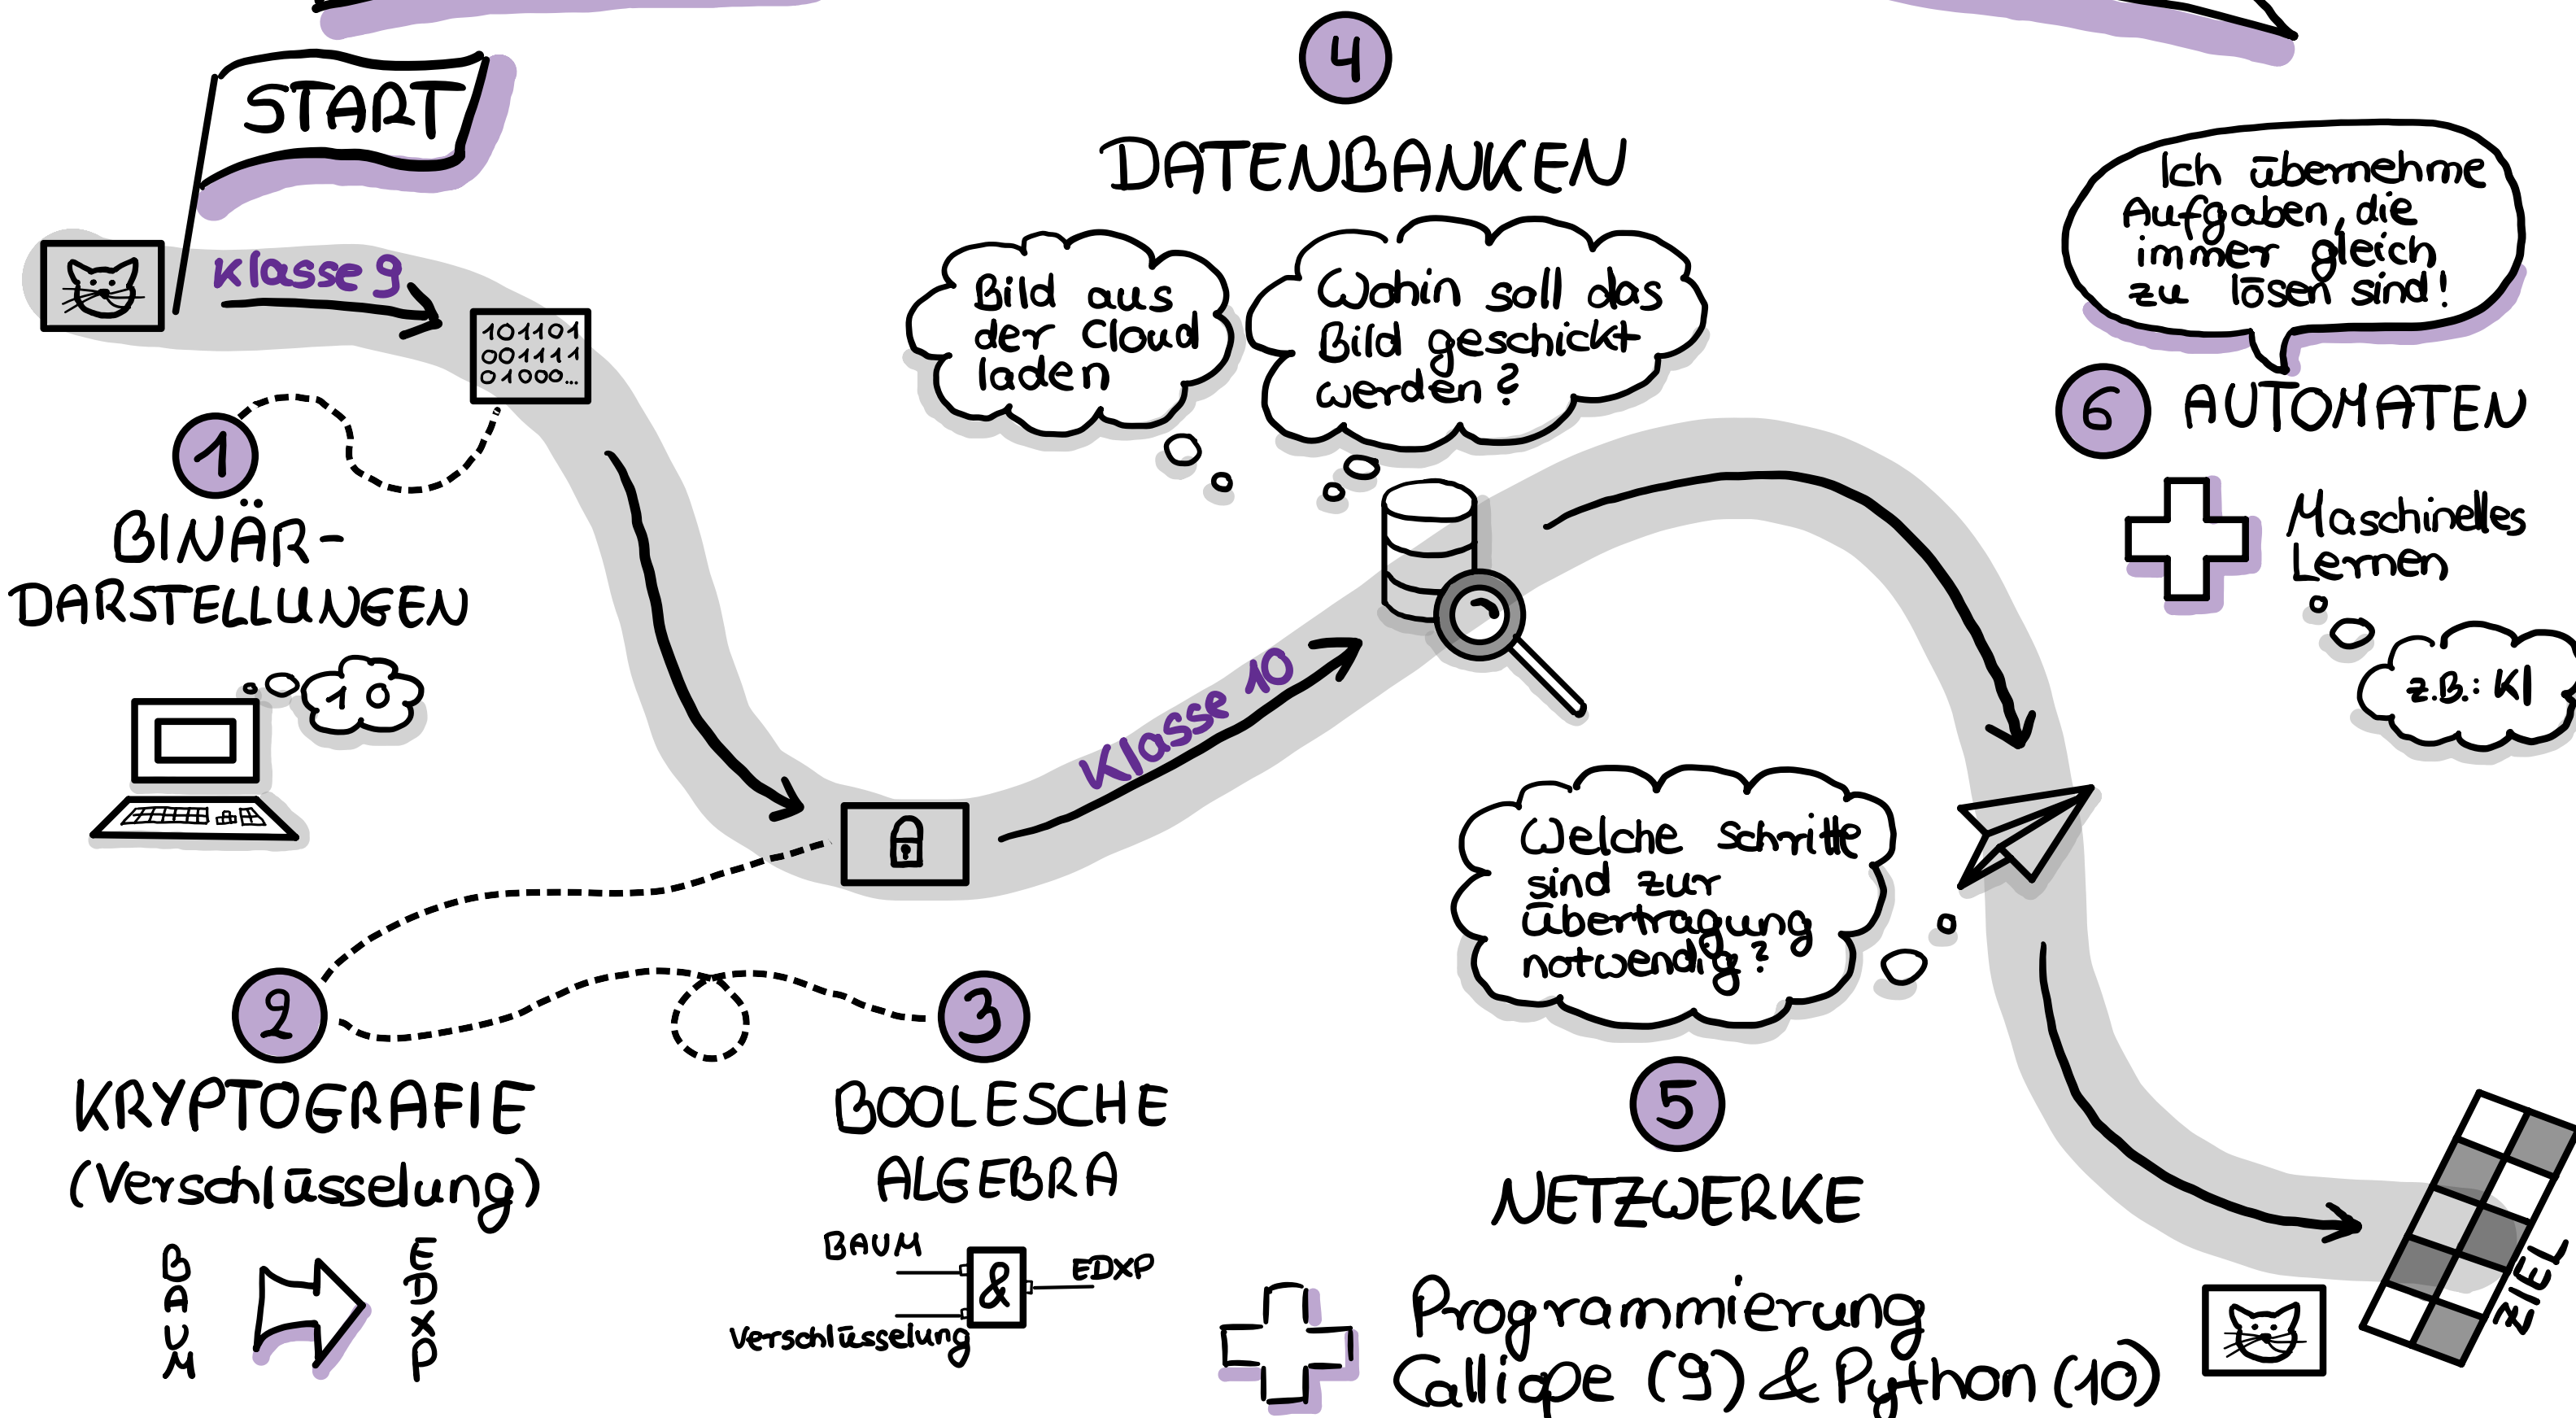 START
Klasse 9
101101
001111
01000...
1
BINÄR-
DARSTELLUNGEN
10
2
KRYPTOGRAFIE
(Verschlüsselung)
BAUM
EDXP
3
BOOLESCHE
ALGEBRA
BAUM
&
EDXP
Verschlüsselung
Klasse 10
4
DATENBANKEN
Bild aus
der Cloud
laden
Wohin soll das
Bild geschickt
werden?
Welche Schritte
sind zur
Übertragung
notwendig?
5
NETZWERKE
Programmierung
Calliope (9) & Python (10)
Ich übernehme
Aufgaben, die
immer gleich
zu lösen sind!
6 AUTOMATEN
Maschinelles
Lernen
z.B.: KI
ZIEL